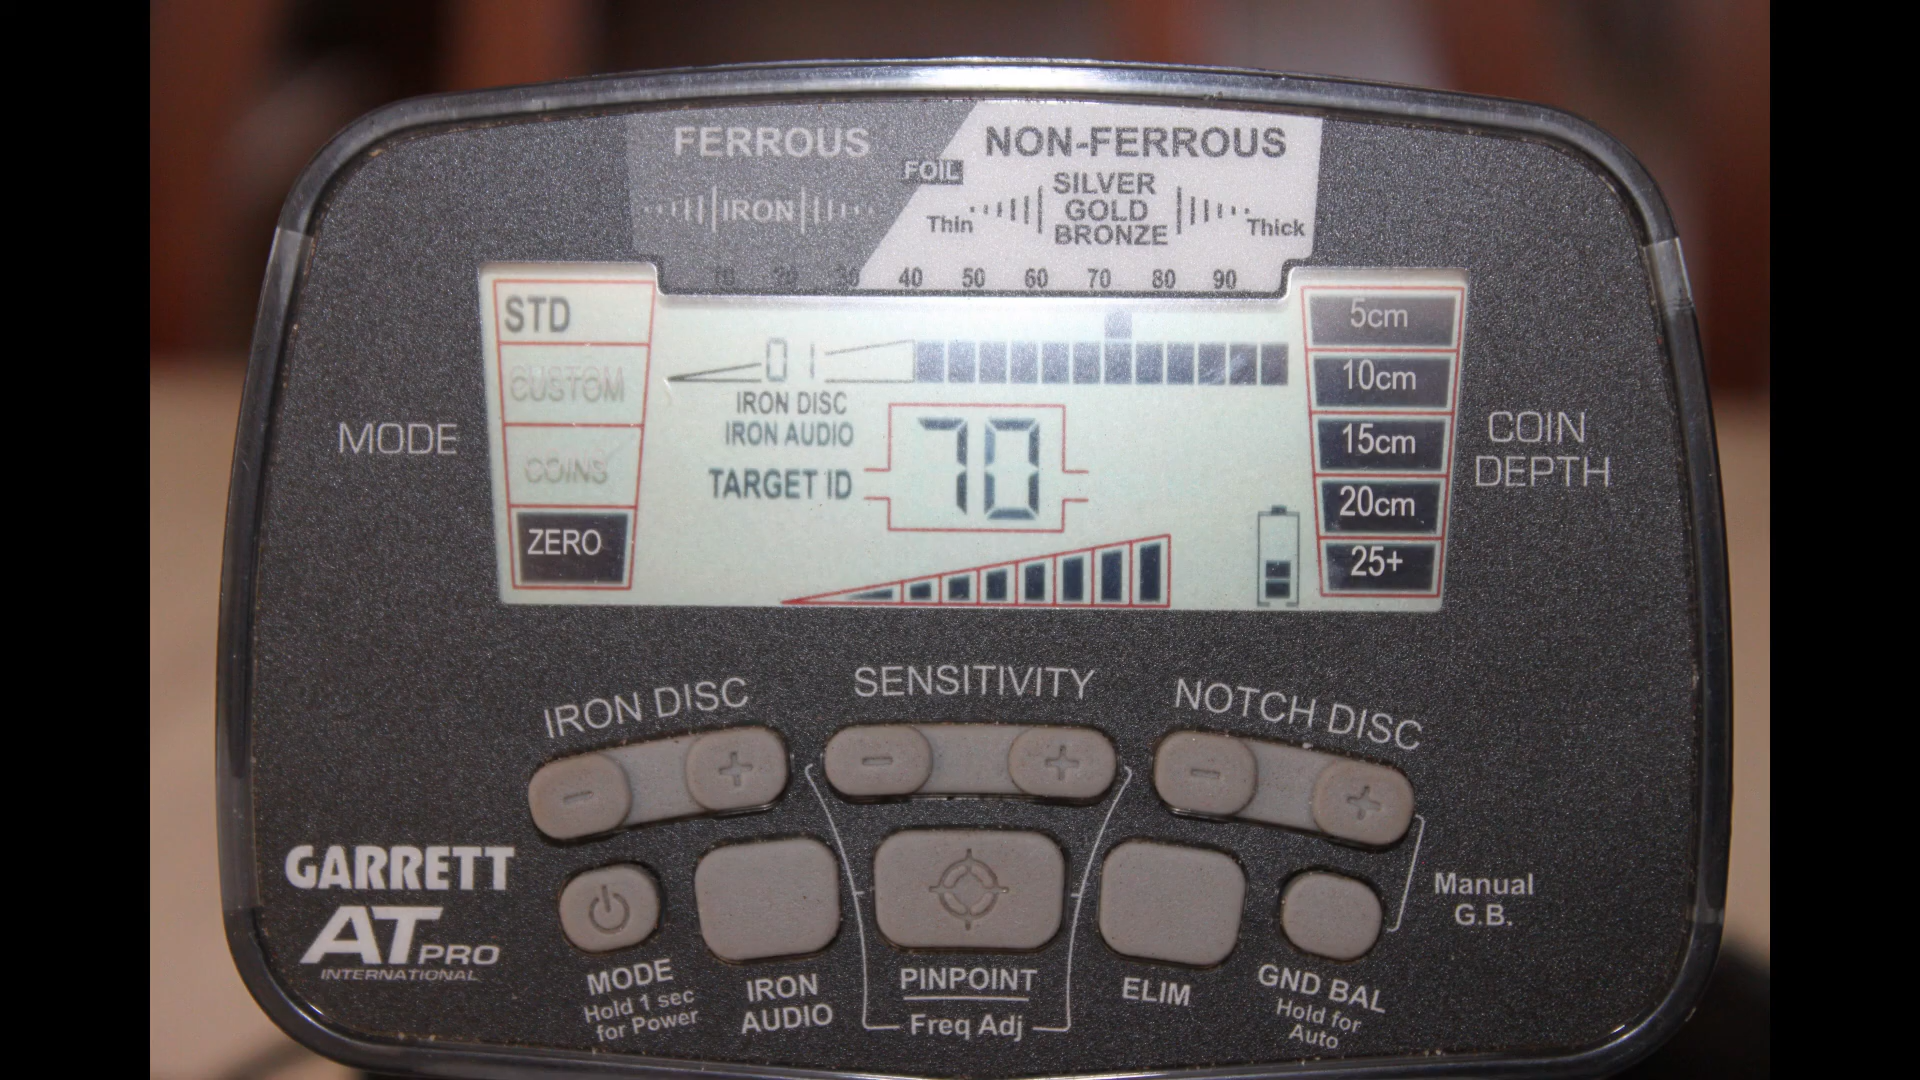 FERROUS
NON-FERROUS
FOIL
IRON
SILVER
GOLD
BRONZE
Thin
Thick
10 20 30 40 50 60 70 80 90
STD
CUSTOM
COINS
ZERO
MODE
01
IRON DISC
IRON AUDIO
TARGET ID
70
5cm
10cm
15cm
20cm
25+
COIN
DEPTH
IRON DISC
SENSITIVITY
NOTCH DISC
- +
- +
- +
GARRETT
AT PRO
INTERNATIONAL
MODE
Hold 1 sec
for Power
IRON
AUDIO
PINPOINT
Freq Adj
ELIM
GND BAL
Hold for
Auto
Manual
G.B.